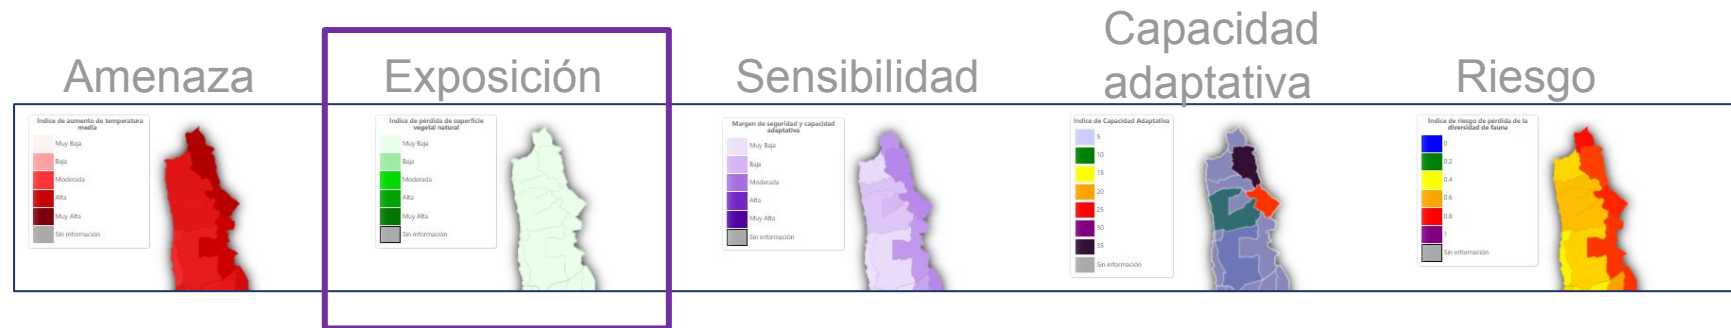 Amenaza
Exposición
Sensibilidad
Capacidad
adaptativa
Riesgo
Índice de aumento de temperatura
media
Muy Baja
Baja
Moderada
Alta
Muy Alta
Sin información
Índice de pérdida de superficie
vegetal natural
Muy Baja
Baja
Moderada
Alta
Muy Alta
Sin información
Margen de seguridad y capacidad
adaptativa
Muy Baja
Baja
Moderada
Alta
Muy Alta
Sin información
Indice de Capacidad Adaptativa
5
10
15
20
25
30
35
Sin información
Índice de riesgo de pérdida de la
diversidad de fauna
0
0.2
0.4
0.6
0.8
1
Sin información